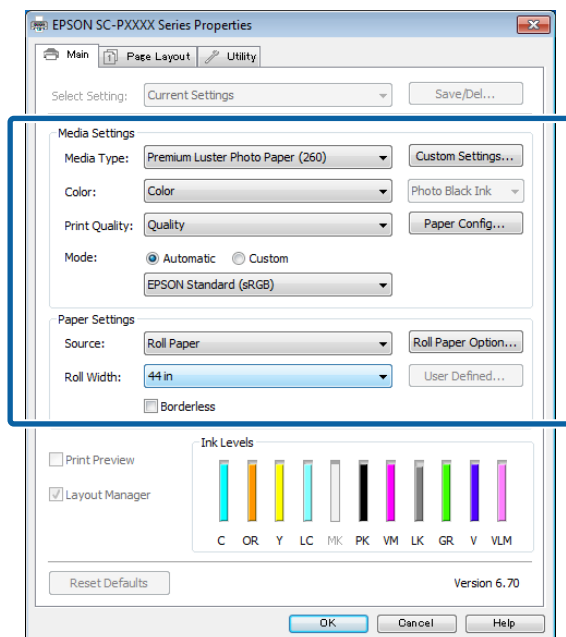 EPSON SC-PXXXX Series Properties
Main Page Layout Utility
Select Setting: Current Settings Save/Del...
Media Settings
Media Type: Premium Luster Photo Paper (260) Custom Settings...
Color: Color Photo Black Ink
Print Quality: Quality Paper Config...
Mode: Automatic Custom
EPSON Standard (sRGB)
Paper Settings
Source: Roll Paper Roll Paper Option...
Roll Width: 44 in User Defined...
Borderless
Ink Levels
Print Preview
Layout Manager
C OR Y LC MK PK VM LK GR V VLM
Reset Defaults Version 6.70
OK Cancel Help